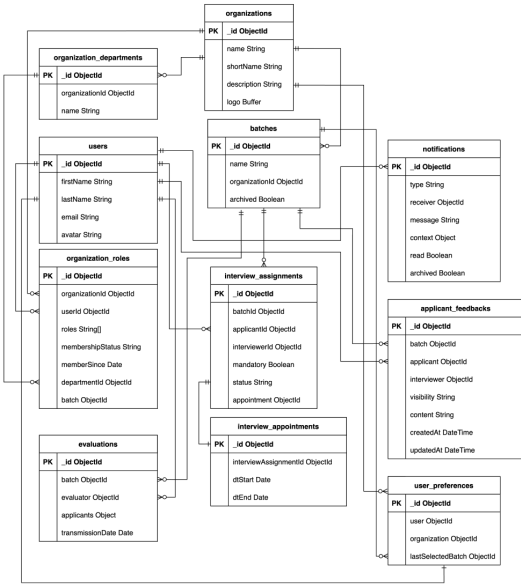 organizations
PK _id ObjectId
name String
shortName String
description String
logo Buffer
organization_departments
PK _id ObjectId
organizationId ObjectId
name String
batches
PK _id ObjectId
name String
organizationId ObjectId
archived Boolean
users
PK _id ObjectId
firstName String
lastName String
email String
avatar String
notifications
PK _id ObjectId
type String
receiver ObjectId
message String
context Object
read Boolean
archived Boolean
organization_roles
PK _id ObjectId
organizationId ObjectId
userId ObjectId
roles String[]
membershipStatus String
memberSince Date
departmentId ObjectId
batch ObjectId
interview_assignments
PK _id ObjectId
batchId ObjectId
applicantId ObjectId
interviewerId ObjectId
mandatory Boolean
status String
appointment ObjectId
applicant_feedbacks
PK _id ObjectId
batch ObjectId
applicant ObjectId
interviewer ObjectId
visibility String
content String
createdAt DateTime
updatedAt DateTime
interview_appointments
PK _id ObjectId
interviewAssignmentId ObjectId
dtStart Date
dtEnd Date
evaluations
PK _id ObjectId
batch ObjectId
evaluator ObjectId
applicants Object
transmissionDate Date
user_preferences
PK _id ObjectId
user ObjectId
organization ObjectId
lastSelectedBatch ObjectId